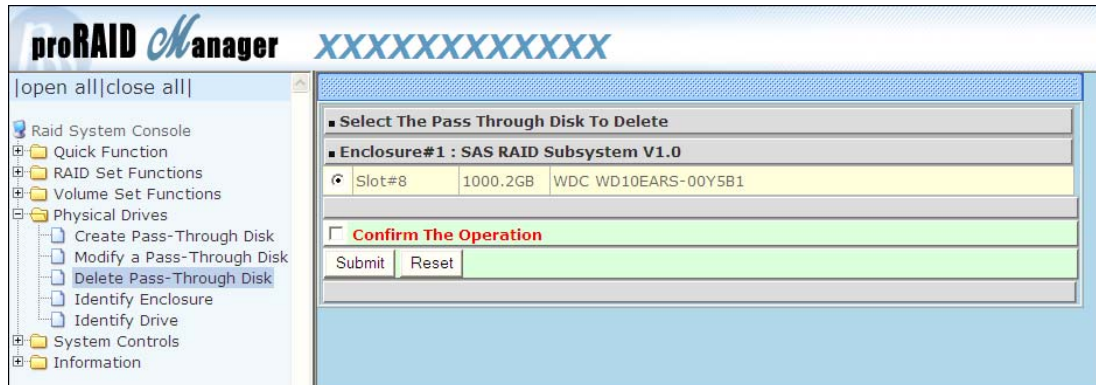 proRAID Manager XXXXXXXXXXXX
|open all|close all|
Raid System Console
Quick Function
RAID Set Functions
Volume Set Functions
Physical Drives
Create Pass-Through Disk
Modify a Pass-Through Disk
Delete Pass-Through Disk
Identify Enclosure
Identify Drive
System Controls
Information
Select The Pass Through Disk To Delete
Enclosure#1 : SAS RAID Subsystem V1.0
Slot#8 1000.2GB WDC WD10EARS-00Y5B1
Confirm The Operation
Submit Reset